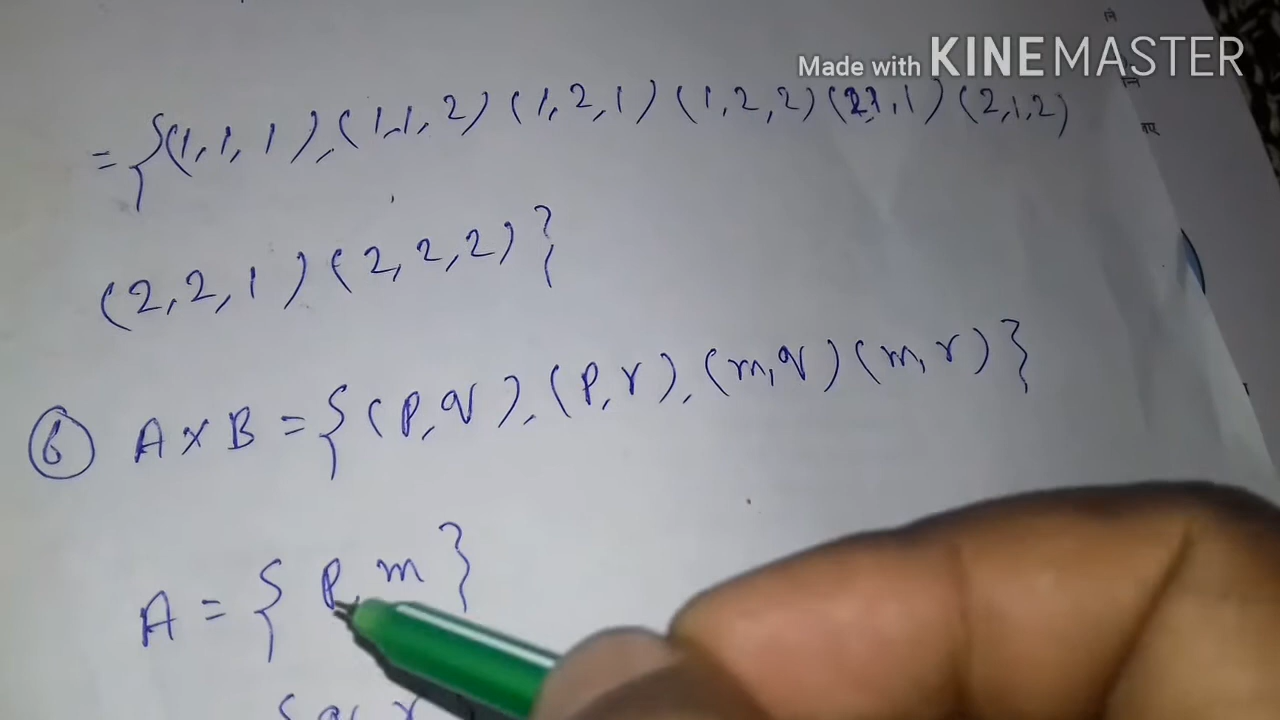 Made with KINEMASTER
= {(1,1,1),(1,1,2)(1,2,1)(1,2,2)(2,1,1)(2,1,2)
(2,2,1)(2,2,2)}
6 A×B = {(p,q),(p,r),(m,q)(m,r)}
A = {p,m}
{q,r